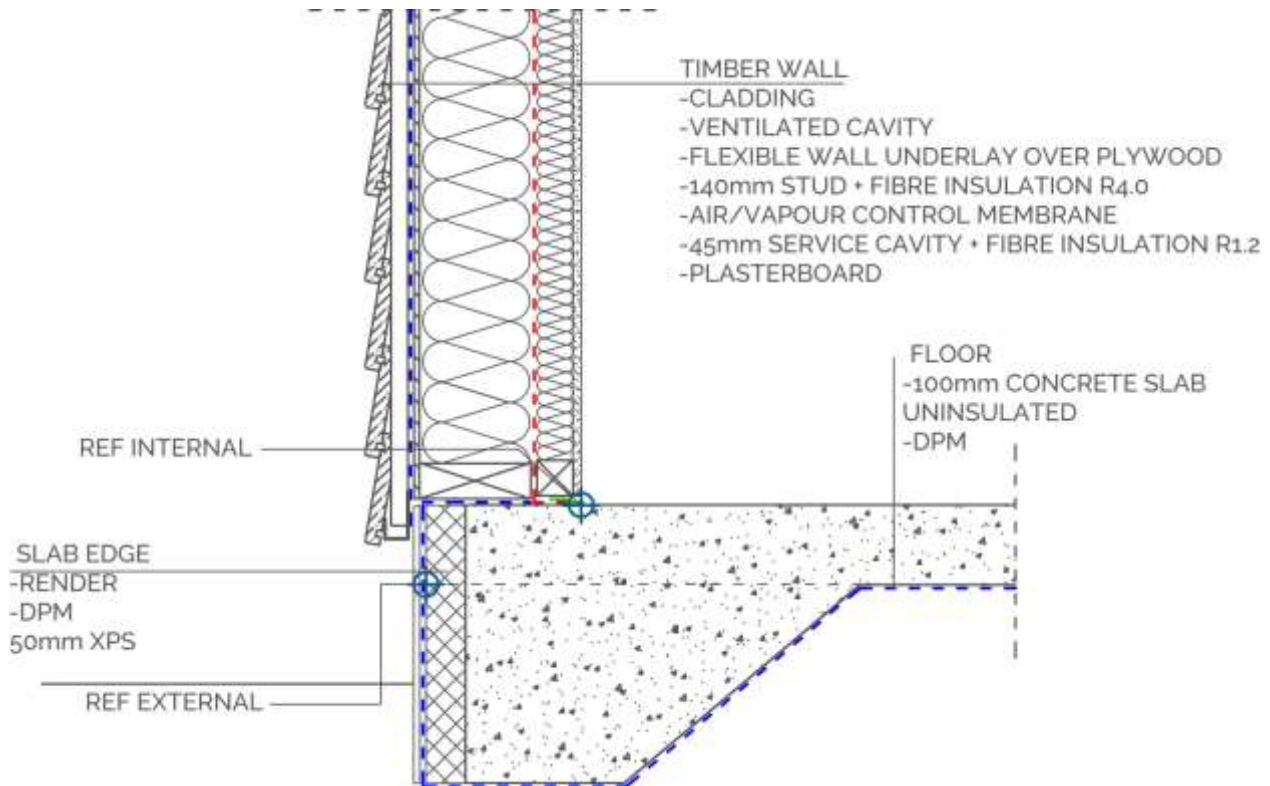 TIMBER WALL
-CLADDING
-VENTILATED CAVITY
-FLEXIBLE WALL UNDERLAY OVER PLYWOOD
-140mm STUD + FIBRE INSULATION R4.0
-AIR/VAPOUR CONTROL MEMBRANE
-45mm SERVICE CAVITY + FIBRE INSULATION R1.2
-PLASTERBOARD
FLOOR
-100mm CONCRETE SLAB
UNINSULATED
-DPM
REF INTERNAL
SLAB EDGE
-RENDER
-DPM
50mm XPS
REF EXTERNAL